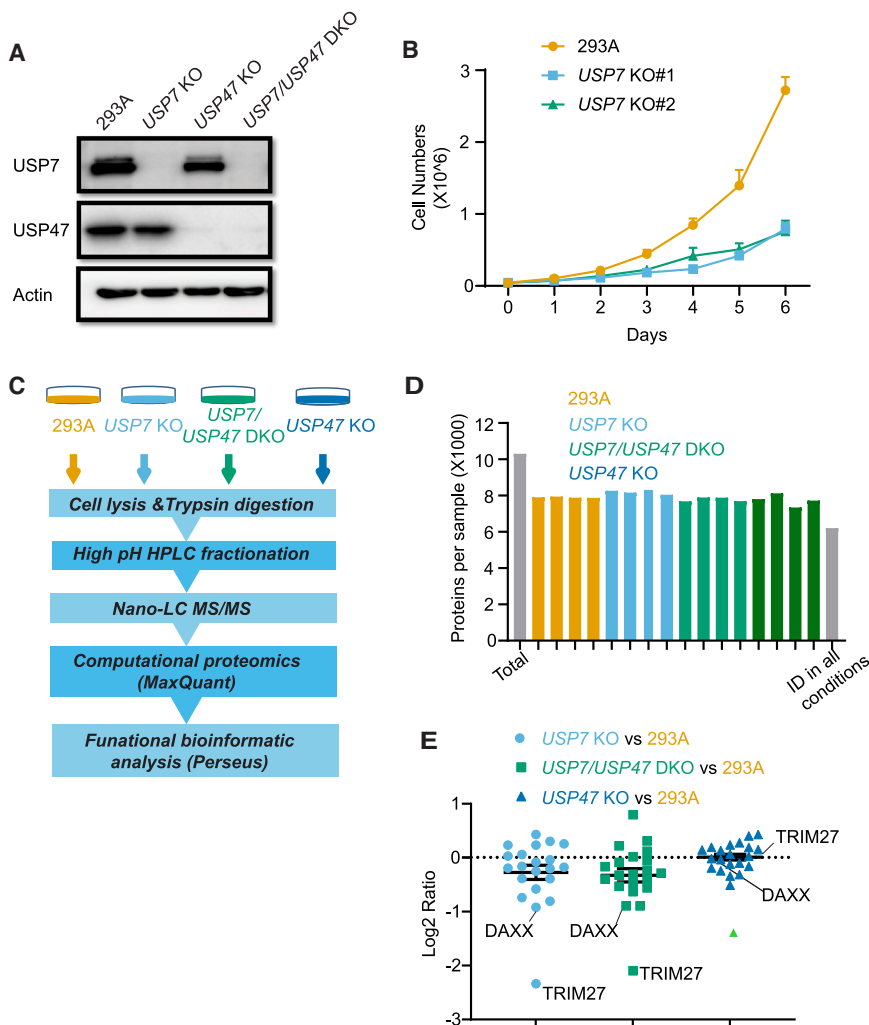 A
293A
USP7 KO
USP47 KO
USP7/USP47 DKO
USP7
USP47
Actin
B
293A
USP7 KO#1
USP7 KO#2
Cell Numbers
(X10^6)
3
2
1
0
0 1 2 3 4 5 6
Days
C
293A
USP7 KO
USP7/
USP47 DKO
USP47 KO
Cell lysis &Trypsin digestion
High pH HPLC fractionation
Nano-LC MS/MS
Computational proteomics
(MaxQuant)
Funational bioinformatic
analysis (Perseus)
D
293A
USP7 KO
USP7/USP47 DKO
USP47 KO
Proteins per sample (X1000)
12
10
8
6
4
2
0
Total
ID in all
conditions
E
USP7 KO vs 293A
USP7/USP47 DKO vs 293A
USP47 KO vs 293A
Log2 Ratio
1
0
-1
-2
-3
TRIM27
DAXX
DAXX
DAXX
TRIM27
TRIM27